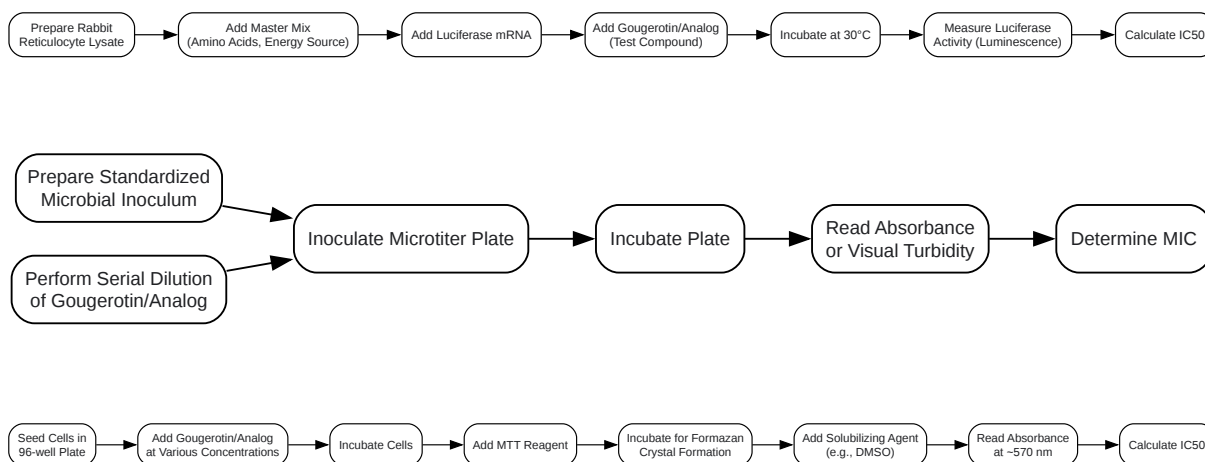 Prepare Rabbit
Reticulocyte Lysate
Add Master Mix
(Amino Acids, Energy Source)
Add Luciferase mRNA
Add Gougerotin/Analog
(Test Compound)
Incubate at 30°C
Measure Luciferase
Activity (Luminescence)
Calculate IC50
Prepare Standardized
Microbial Inoculum
Perform Serial Dilution
of Gougerotin/Analog
Inoculate Microtiter Plate
Incubate Plate
Read Absorbance
or Visual Turbidity
Determine MIC
Seed Cells in
96-well Plate
Add Gougerotin/Analog
at Various Concentrations
Incubate Cells
Add MTT Reagent
Incubate for Formazan
Crystal Formation
Add Solubilizing Agent
(e.g., DMSO)
Read Absorbance
at ~570 nm
Calculate IC50